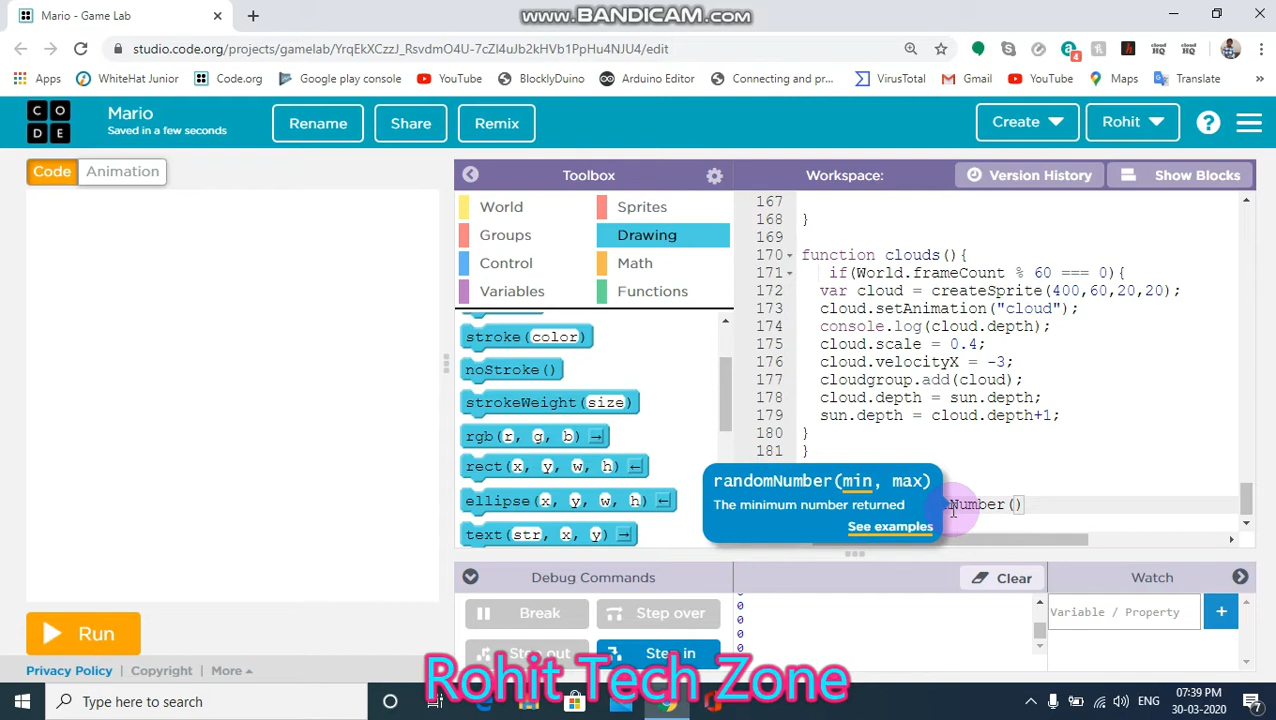 Mario - Game Lab
www.BANDICAM.com
studio.code.org/projects/gamelab/YrqEkXCzzJ_RsvdmO4U-7cZl4uJb2kHVb1PpHu4NJU4/edit
Apps
WhiteHat Junior
Code.org
Google play console
YouTube
BlocklyDuino
Arduino Editor
Connecting and pr...
VirusTotal
Gmail
YouTube
Maps
Translate
CODE
Mario
Saved in a few seconds
Rename
Share
Remix
Create
Rohit
Code
Animation
Toolbox
Workspace:
Version History
Show Blocks
World
Sprites
Groups
Drawing
Control
Math
Variables
Functions
stroke(color)
noStroke()
strokeWeight(size)
rgb(r, g, b)
rect(x, y, w, h)
ellipse(x, y, w, h)
text(str, x, y)
167
168 }
169
170 function clouds(){
171 if(World.frameCount % 60 === 0){
172 var cloud = createSprite(400,60,20,20);
173 cloud.setAnimation("cloud");
174 console.log(cloud.depth);
175 cloud.scale = 0.4;
176 cloud.velocityX = -3;
177 cloudgroup.add(cloud);
178 cloud.depth = sun.depth;
179 sun.depth = cloud.depth+1;
180 }
181 }
Number()
randomNumber(min, max)
The minimum number returned
See examples
Debug Commands
Clear
Watch
Break
Step over
Step out
Step in
0
0
0
0
Variable / Property
Run
Privacy Policy
Copyright
More
Rohit Tech Zone
Type here to search
ENG
07:39 PM
30-03-2020